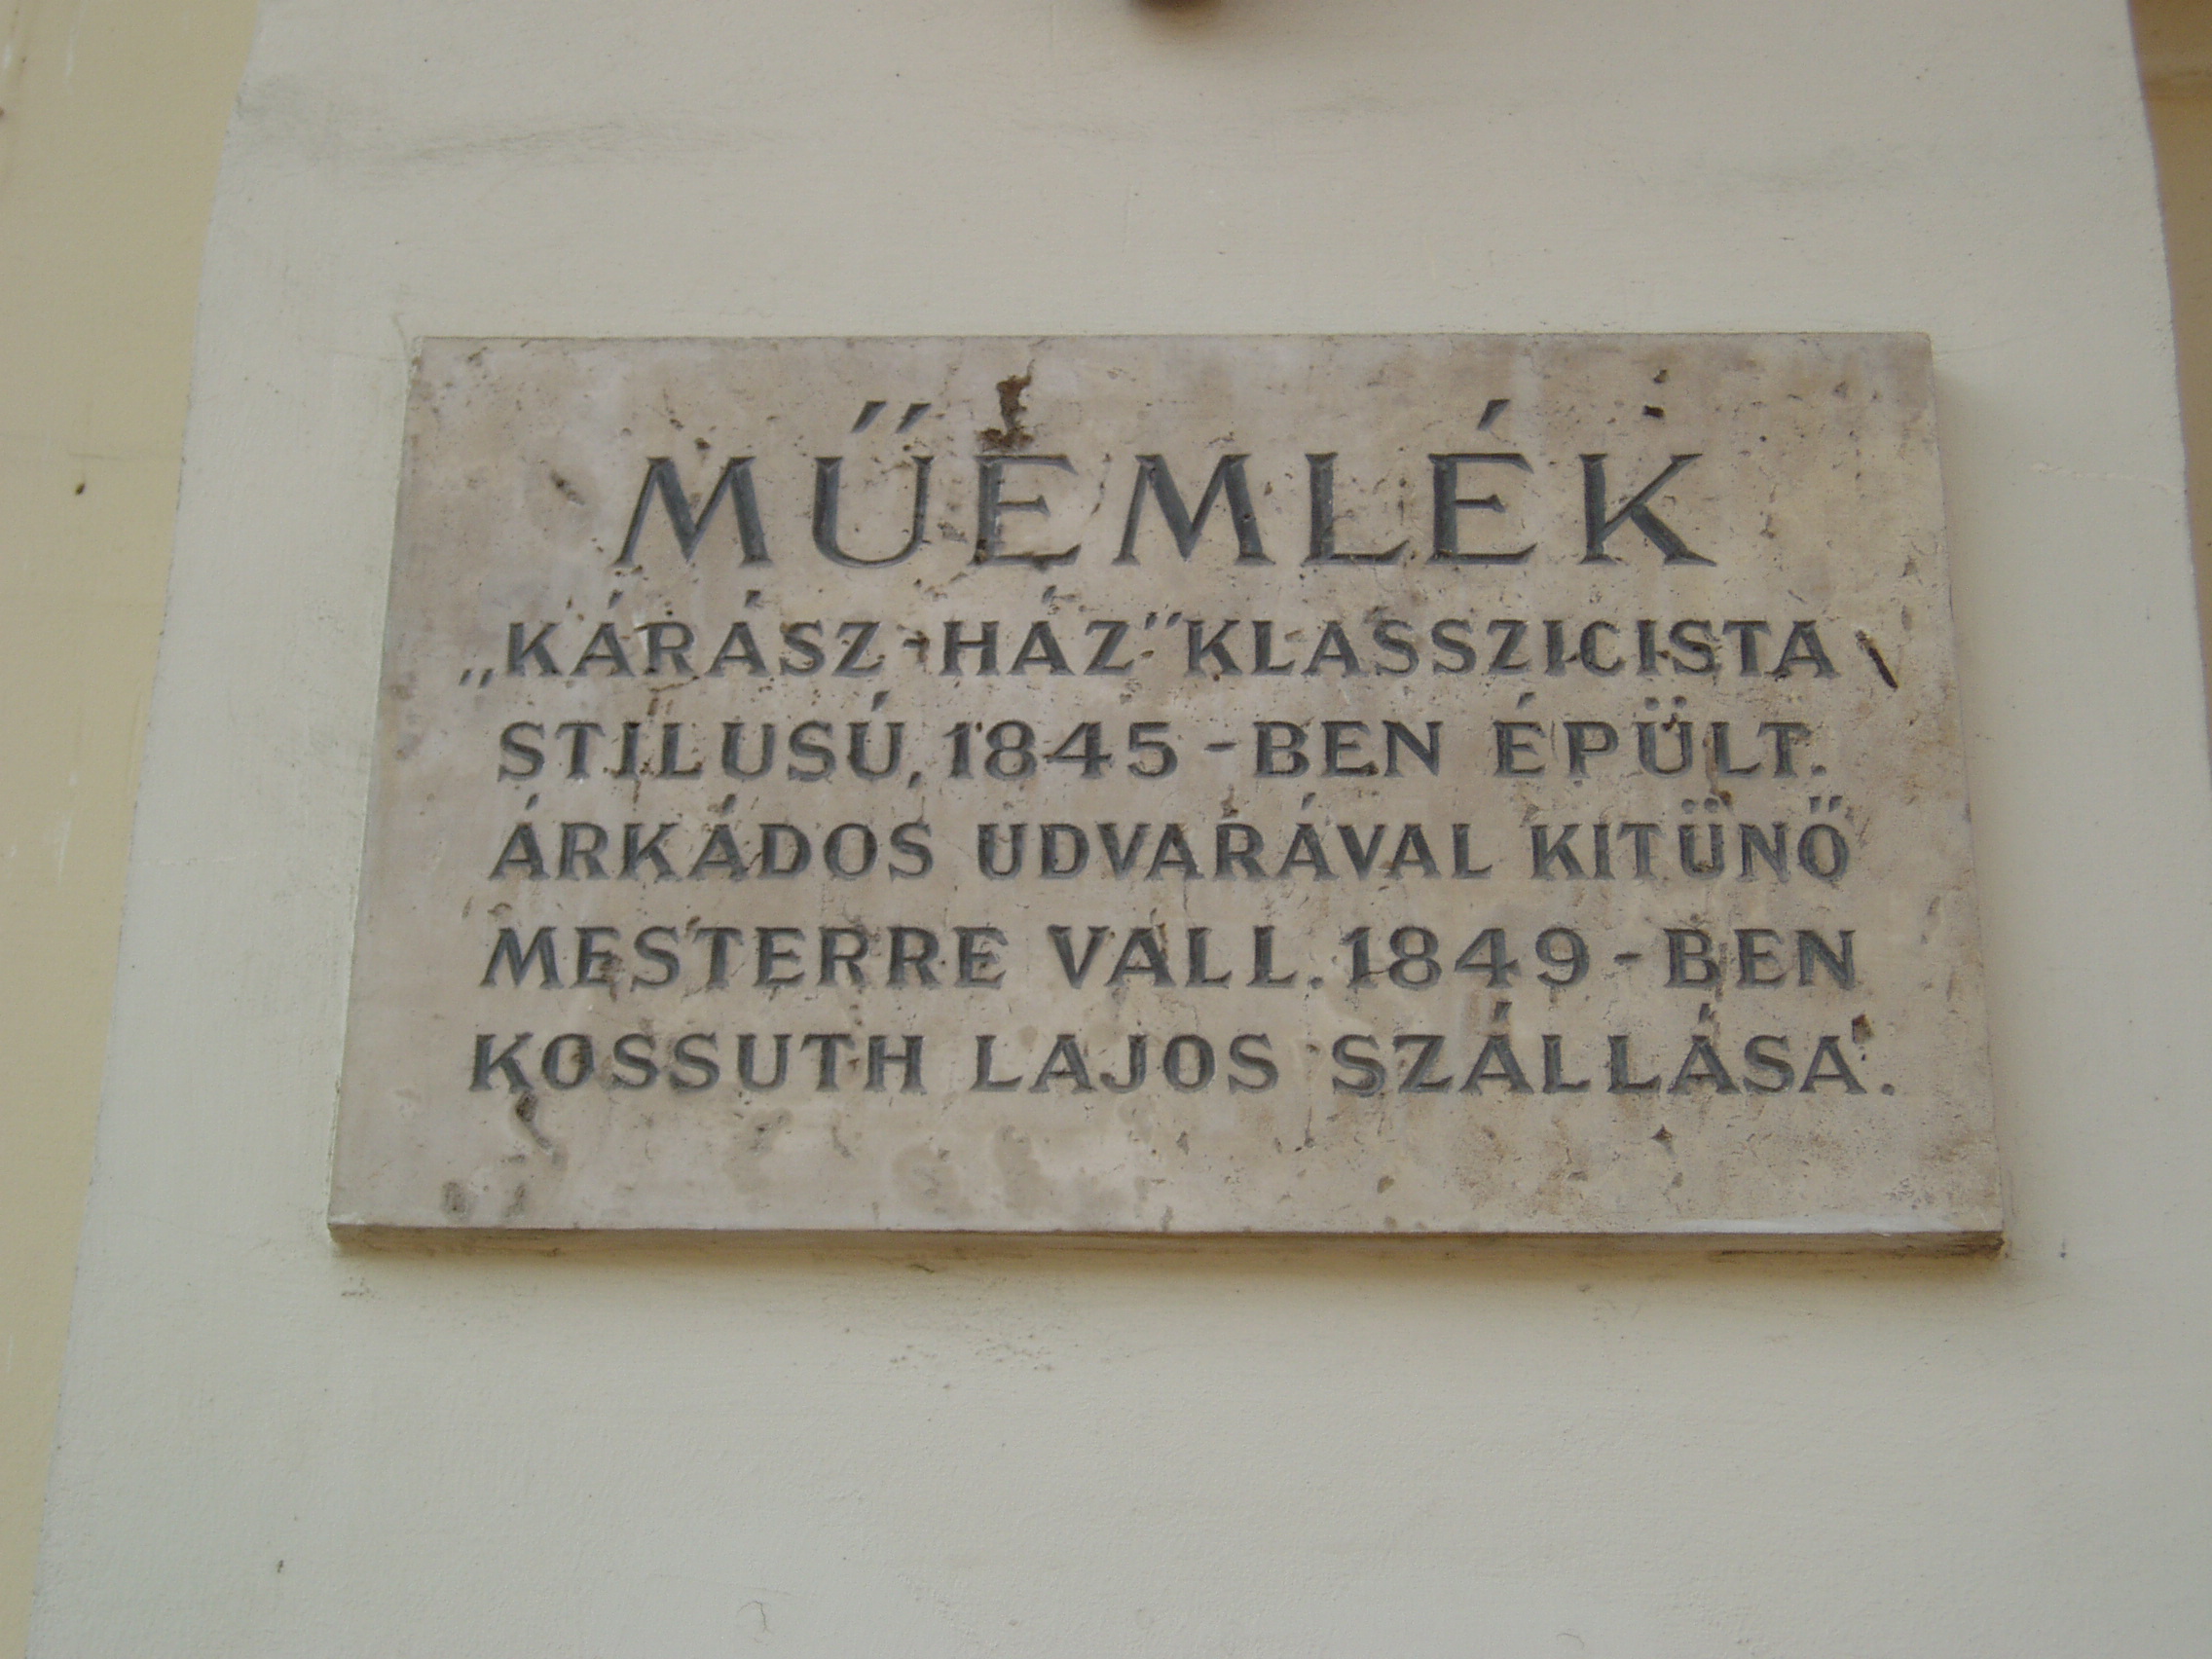 MŰEMLÉK
„KÁRÁSZ-HÁZ” KLASSZICISTA
STILUSÚ, 1845-BEN ÉPÜLT.
ÁRKÁDOS UDVARÁVAL KITÜNŐ
MESTERRE VALL. 1849-BEN
KOSSUTH LAJOS SZÁLLÁSA.